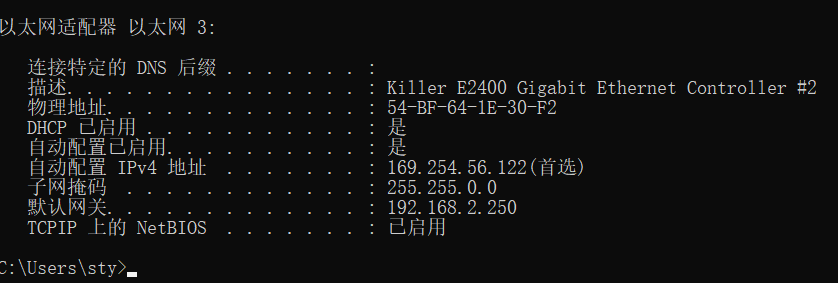 以太网适配器 以太网 3:
连接特定的 DNS 后缀 . . . . . . . :
描述. . . . . . . . . . . . . . . : Killer E2400 Gigabit Ethernet Controller #2
物理地址. . . . . . . . . . . . . : 54-BF-64-1E-30-F2
DHCP 已启用 . . . . . . . . . . . : 是
自动配置已启用. . . . . . . . . . : 是
自动配置 IPv4 地址 . . . . . . . : 169.254.56.122(首选)
子网掩码 . . . . . . . . . . . . : 255.255.0.0
默认网关. . . . . . . . . . . . . : 192.168.2.250
TCPIP 上的 NetBIOS . . . . . . . : 已启用
C:\Users\sty>